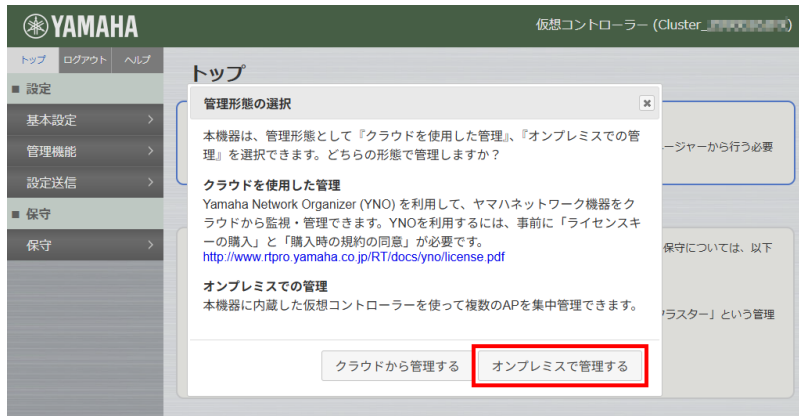 YAMAHA
仮想コントローラー (Cluster_ )
トップ ログアウト ヘルプ
■ 設定
基本設定
管理機能
設定送信
■ 保守
保守
トップ
管理形態の選択
本機器は、管理形態として『クラウドを使用した管理』、『オンプレミスでの管
理』を選択できます。どちらの形態で管理しますか？
クラウドを使用した管理
Yamaha Network Organizer (YNO) を利用して、ヤマハネットワーク機器をク
ラウドから監視・管理できます。YNOを利用するには、事前に「ライセンスキ
ーの購入」と「購入時の規約の同意」が必要です。
http://www.rtpro.yamaha.co.jp/RT/docs/yno/license.pdf
オンプレミスでの管理
本機器に内蔵した仮想コントローラーを使って複数のAPを集中管理できます。
クラウドから管理する オンプレミスで管理する
ージャーから行う必要
保守については、以下
クラスター」という管理